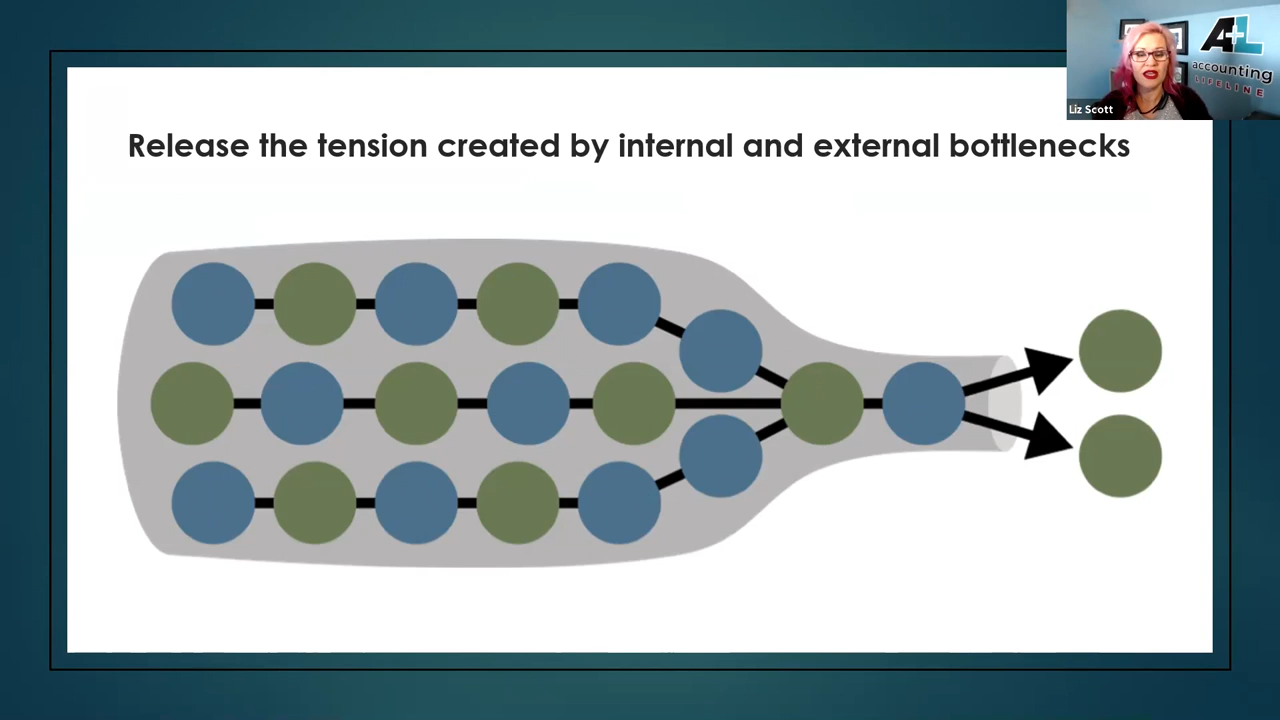 Release the tension created by internal and external bottlenecks
A+L
accounting
LIFELINE
Liz Scott